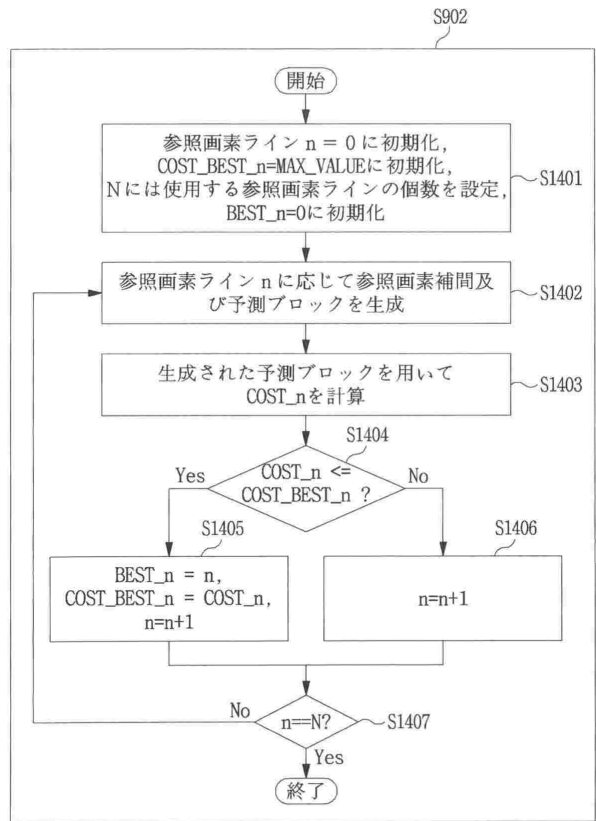 S902
開始
参照画素ラインn=0に初期化,
COST_BEST_n=MAX_VALUEに初期化,
Nには使用する参照画素ラインの個数を設定,
BEST_n=0に初期化
S1401
参照画素ラインnに応じて参照画素補間及
び予測ブロックを生成
S1402
生成された予測ブロックを用いて
COST_nを計算
S1403
S1404
COST_n <=
COST_BEST_n ?
Yes
No
S1405
BEST_n = n,
COST_BEST_n = COST_n,
n=n+1
S1406
n=n+1
n==N?
S1407
No
Yes
終了